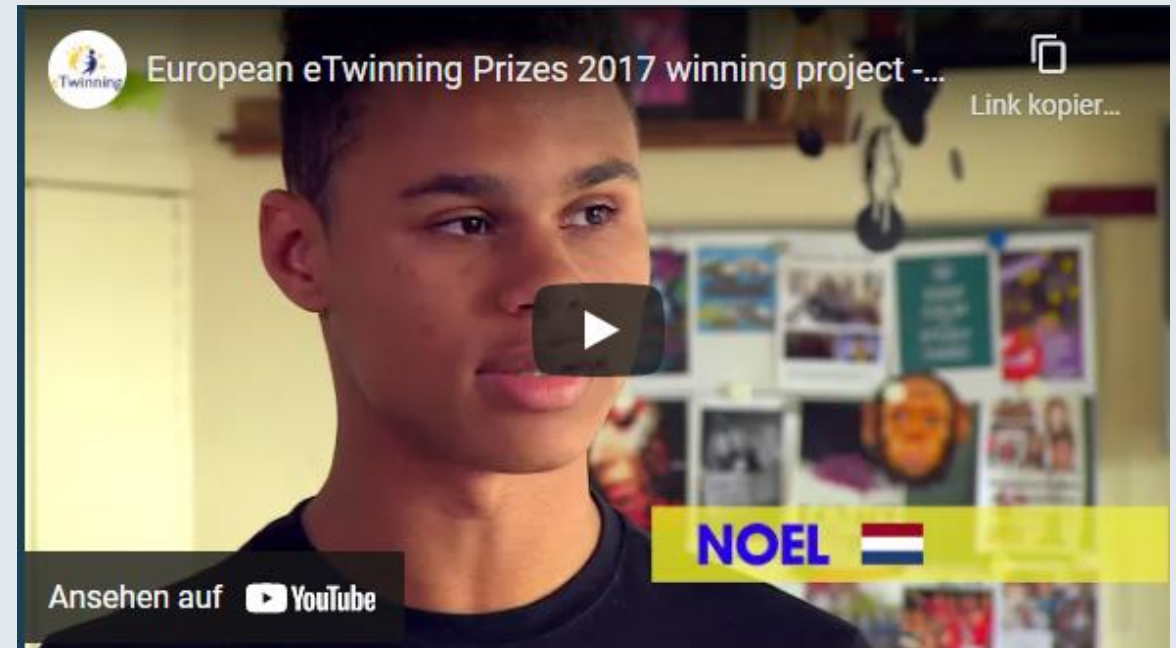 eTwinning
European eTwinning Prizes 2017 winning project -...
Link kopier...
NOEL
Ansehen auf YouTube